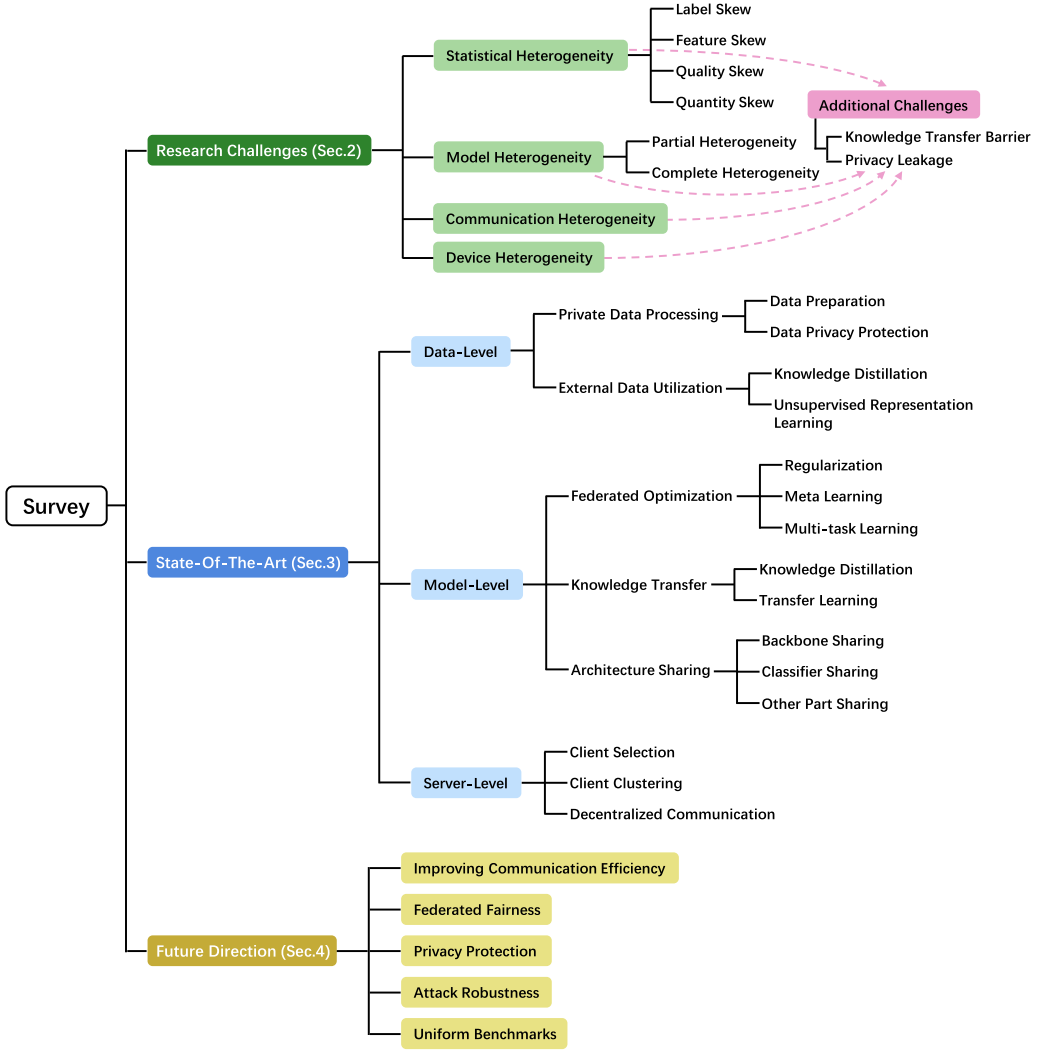 Survey
Research Challenges (Sec.2)
Statistical Heterogeneity
Label Skew
Feature Skew
Quality Skew
Quantity Skew
Model Heterogeneity
Partial Heterogeneity
Complete Heterogeneity
Communication Heterogeneity
Device Heterogeneity
Additional Challenges
Knowledge Transfer Barrier
Privacy Leakage
State-Of-The-Art (Sec.3)
Data-Level
Private Data Processing
Data Preparation
Data Privacy Protection
External Data Utilization
Knowledge Distillation
Unsupervised Representation
Learning
Model-Level
Federated Optimization
Regularization
Meta Learning
Multi-task Learning
Knowledge Transfer
Knowledge Distillation
Transfer Learning
Architecture Sharing
Backbone Sharing
Classifier Sharing
Other Part Sharing
Server-Level
Client Selection
Client Clustering
Decentralized Communication
Future Direction (Sec.4)
Improving Communication Efficiency
Federated Fairness
Privacy Protection
Attack Robustness
Uniform Benchmarks